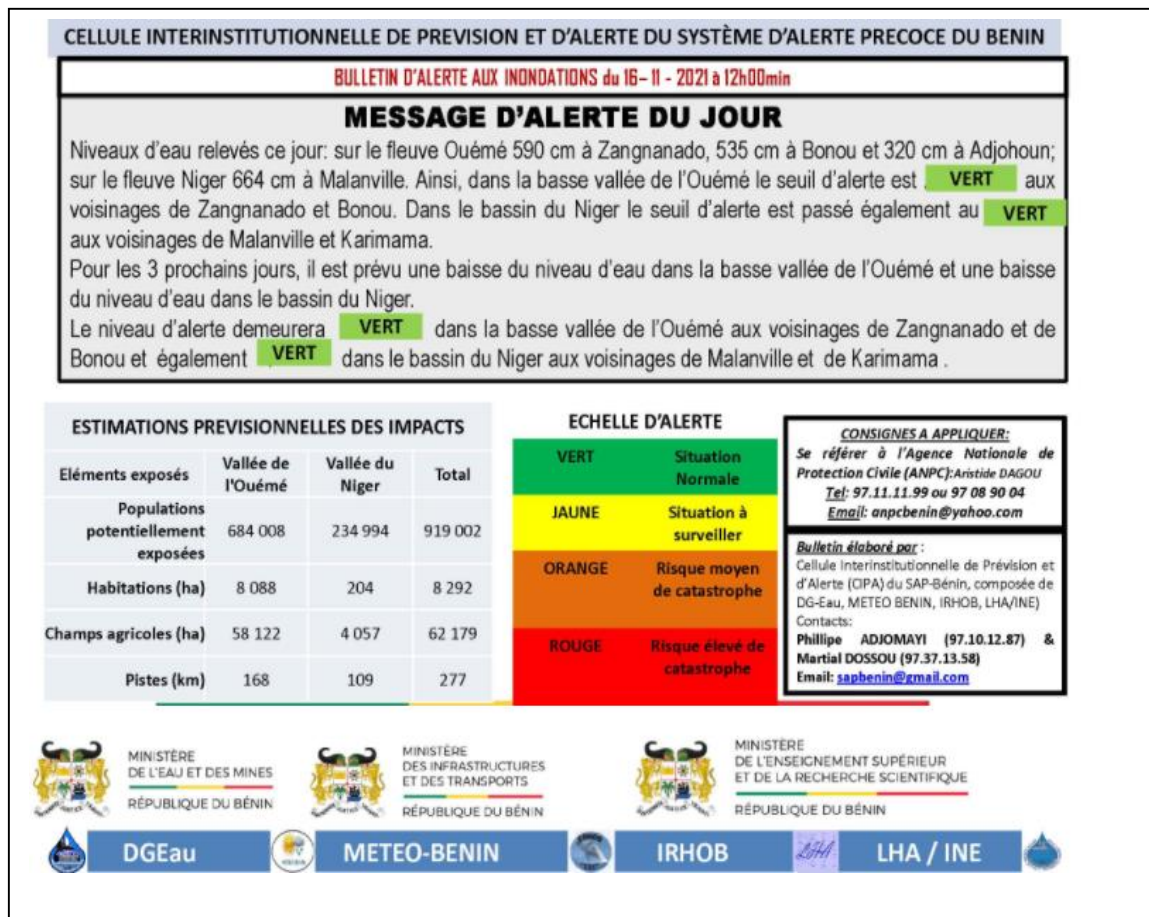 CELLULE INTERINSTITUTIONNELLE DE PREVISION ET D'ALERTE DU SYSTÈME D'ALERTE PRECOCE DU BENIN
BULLETIN D'ALERTE AUX INONDATIONS du 16– 11 - 2021 à 12h00min
MESSAGE D'ALERTE DU JOUR
Niveaux d'eau relevés ce jour: sur le fleuve Ouémé 590 cm à Zangnanado, 535 cm à Bonou et 320 cm à Adjohoun;
sur le fleuve Niger 664 cm à Malanville. Ainsi, dans la basse vallée de l'Ouémé le seuil d'alerte est VERT aux
voisinages de Zangnanado et Bonou. Dans le bassin du Niger le seuil d'alerte est passé également au VERT
aux voisinages de Malanville et Karimama.
Pour les 3 prochains jours, il est prévu une baisse du niveau d'eau dans la basse vallée de l'Ouémé et une baisse
du niveau d'eau dans le bassin du Niger.
Le niveau d'alerte demeurera VERT dans la basse vallée de l'Ouémé aux voisinages de Zangnanado et de
Bonou et également VERT dans le bassin du Niger aux voisinages de Malanville et de Karimama .
ESTIMATIONS PREVISIONNELLES DES IMPACTS
Eléments exposés Vallée de l'Ouémé Vallée du Niger Total
Populations potentiellement exposées 684 008 234 994 919 002
Habitations (ha) 8 088 204 8 292
Champs agricoles (ha) 58 122 4 057 62 179
Pistes (km) 168 109 277
ECHELLE D'ALERTE
VERT Situation Normale
JAUNE Situation à surveiller
ORANGE Risque moyen de catastrophe
ROUGE Risque élevé de catastrophe
CONSIGNES A APPLIQUER:
Se référer à l'Agence Nationale de
Protection Civile (ANPC):Aristide DAGOU
Tel: 97.11.11.99 ou 97 08 90 04
Email: anpcbenin@yahoo.com
Bulletin élaboré par :
Cellule Interinstitutionnelle de Prévision et
d'Alerte (OIPA) du SAP-Bénin, composée de
DG-Eau, METEO BENIN, IRHOB, LHA/INE)
Contacts:
Phillipe ADJOMAYI (97.10.12.87) &
Martial DOSSOU (97.37.13.58)
Email: sapbenin@gmail.com
MINISTÈRE
DE L'EAU ET DES MINES
RÉPUBLIQUE DU BÉNIN
MINISTÈRE
DES INFRASTRUCTURES
ET DES TRANSPORTS
RÉPUBLIQUE DU BÉNIN
MINISTÈRE
DE L'ENSEIGNEMENT SUPÉRIEUR
ET DE LA RECHERCHE SCIENTIFIQUE
RÉPUBLIQUE DU BÉNIN
DGEau METEO-BENIN IRHOB LHA LHA / INE